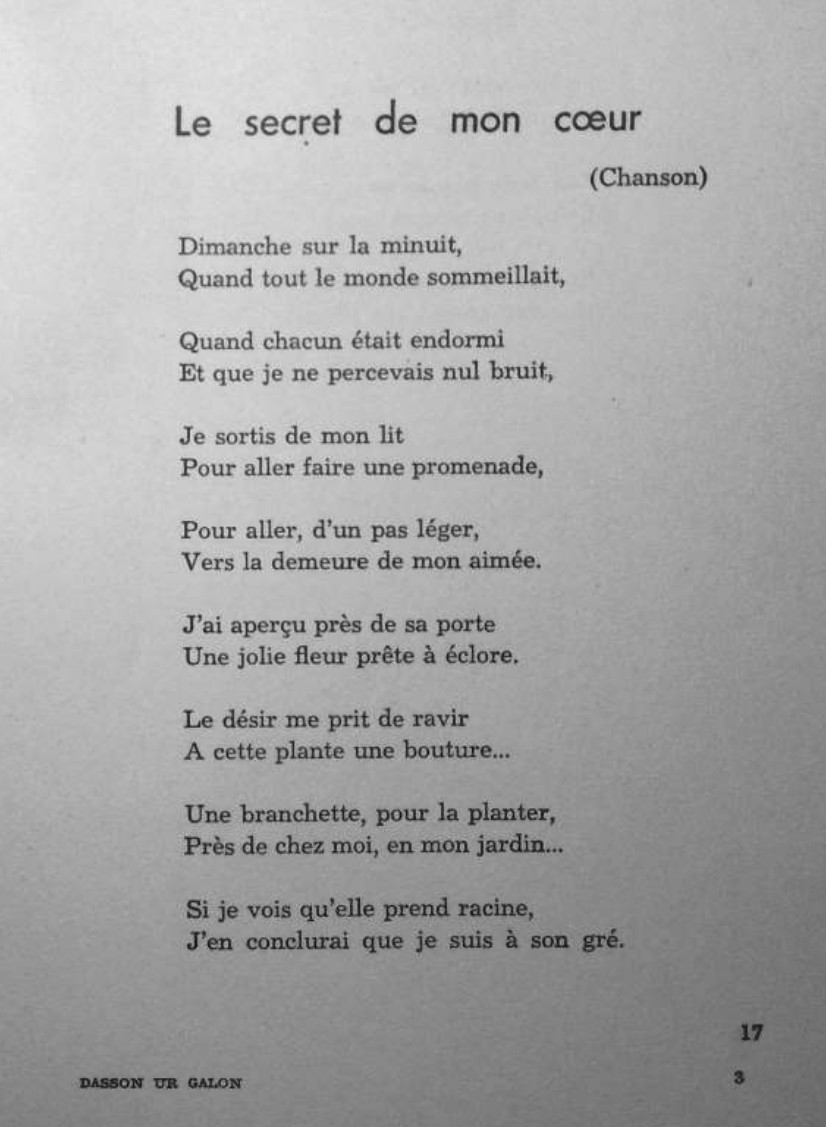 Le secret de mon cœur
(Chanson)
Dimanche sur la minuit,
Quand tout le monde sommeillait,
Quand chacun était endormi
Et que je ne percevais nul bruit,
Je sortis de mon lit
Pour aller faire une promenade,
Pour aller, d'un pas léger,
Vers la demeure de mon aimée.
J'ai aperçu près de sa porte
Une jolie fleur prête à éclore.
Le désir me prit de ravir
A cette plante une bouture...
Une branchette, pour la planter,
Près de chez moi, en mon jardin...
Si je vois qu'elle prend racine,
J'en conclurai que je suis à son gré.
17
DASSON UR GALON 3